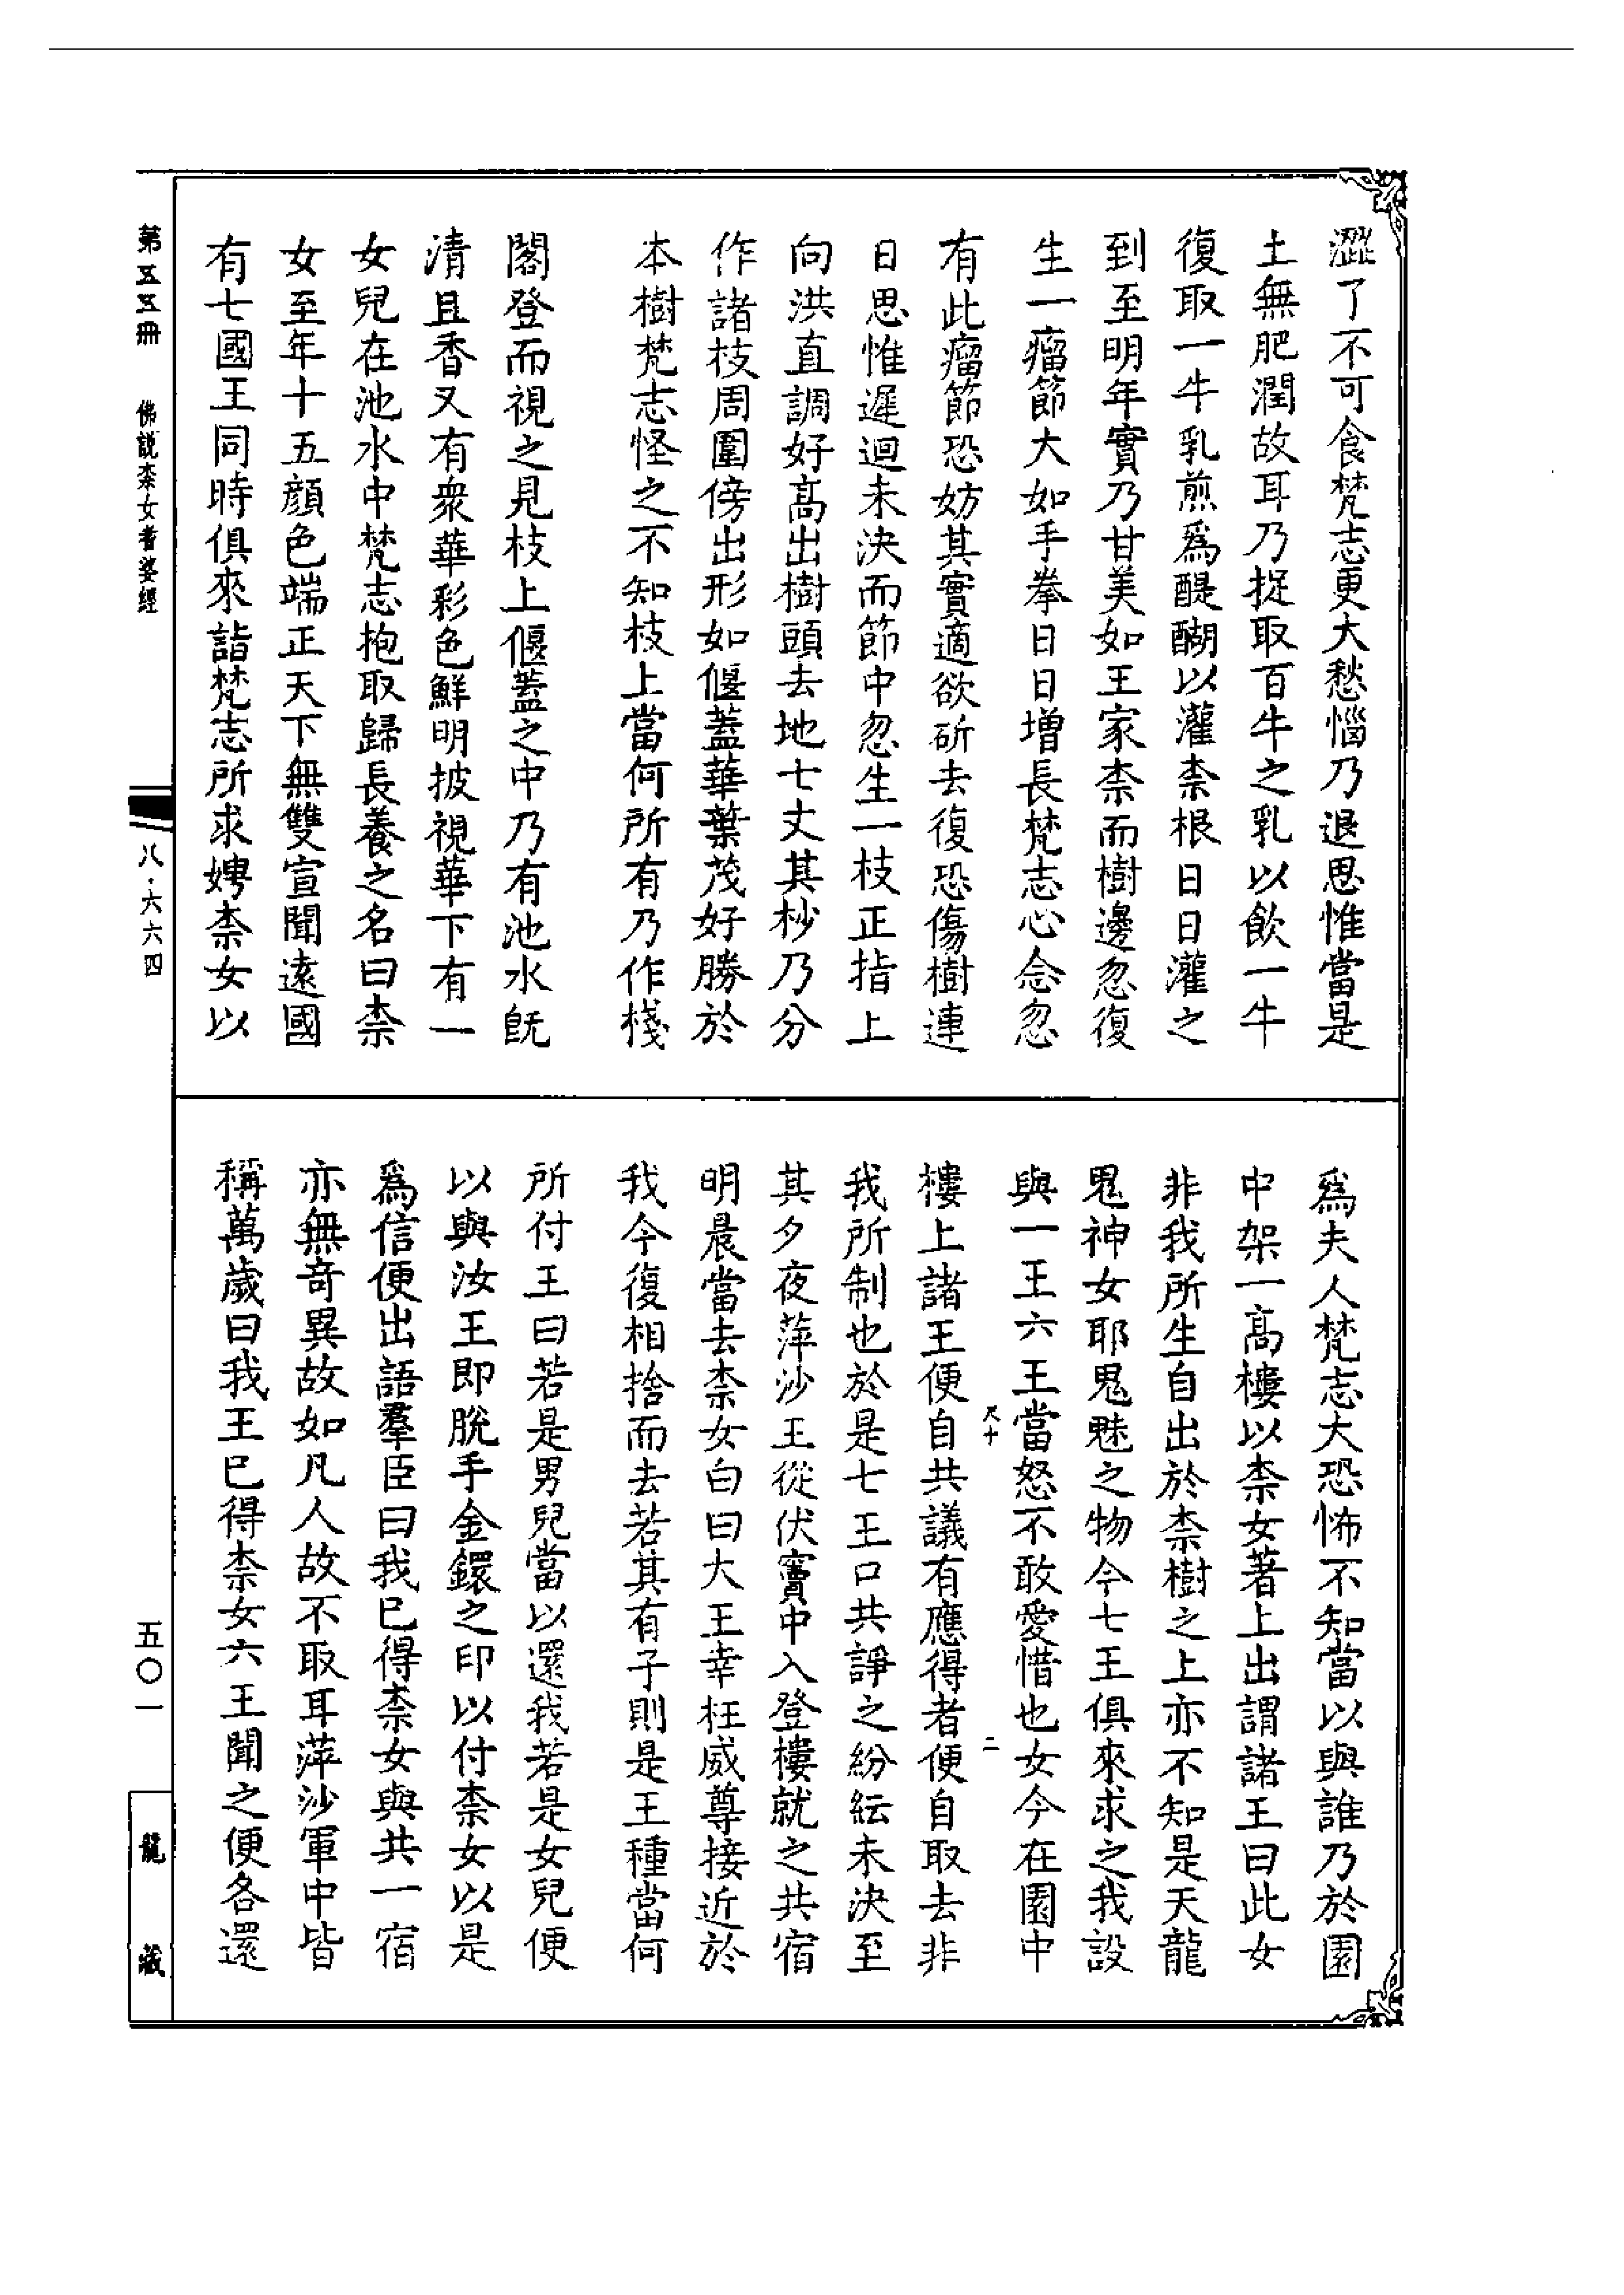 澀了不可食梵志更大愁惱乃退思惟當是
土無肥潤故耳乃捉取百牛之乳以飲一牛
復取一牛乳煎爲醍醐以灌柰根日日灌之
到至明年實乃甘美如王家柰而樹邊忽復
生一瘤節大如手拳日日增長梵志心念忽
有此瘤節恐妨其實適欲斫去復恐傷樹連
日思惟遲迴未決而節中忽生一枝正指上
向洪直調好高出樹頭去地七丈其杪乃分
作諸枝周圍傍出形如偃蓋華葉茂好勝於
本樹梵志怪之不知枝上當何所有乃作棧
閣登而視之見枝上偃蓋之中乃有池水旣
清且香又有衆華彩色鮮明披視華下有一
女兒在池水中梵志抱取歸長養之名曰柰
女至年十五顔色端正天下無雙宣聞遠國
有七國王同時俱來詣梵志所求娉柰女以
爲夫人梵志大恐怖不知當以與誰乃於園
中架一高樓以柰女著上出謂諸王曰此女
非我所生自出於柰樹之上亦不知是天龍
鬼神女耶鬼魅之物今七王俱來求之我設
與一王六王當怒不敢愛惜也女今在園中
尺十 二
樓上諸王便自共議有應得者便自取去非
我所制也於是七王口共諍之紛紜未決至
其夕夜萍沙王從伏竇中入登樓就之共宿
明晨當去柰女白曰大王幸枉威尊接近於
我今復相捨而去若其有子則是王種當何
所付王曰若是男兒當以還我若是女兒便
以與汝王即脫手金鐶之印以付柰女以是
爲信便出語羣臣曰我已得柰女與共一宿
亦無奇異故如凡人故不取耳萍沙軍中皆
稱萬歲曰我王已得柰女六王聞之便各還
第五五冊 佛説柰女耆婆經
八·六六四
五〇一
龍藏